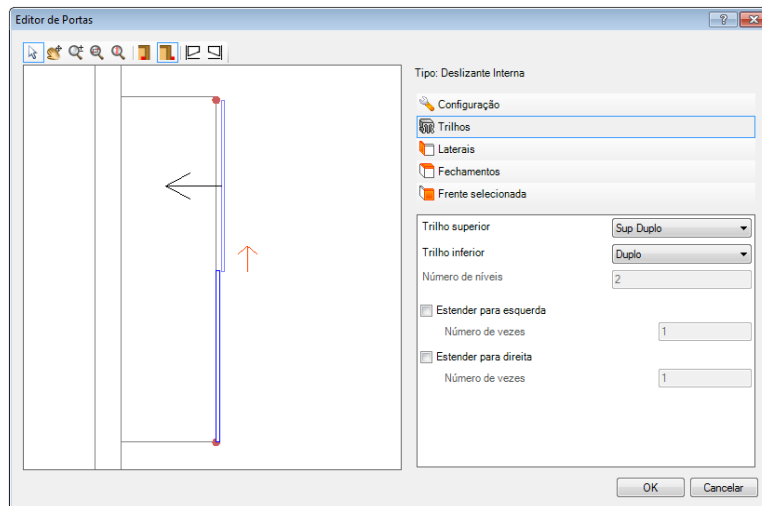 Editor de Portas
Tipo: Deslizante Interna
Configuração
Trilhos
Laterais
Fechamentos
Frente selecionada
Trilho superior
Sup Duplo
Trilho inferior
Duplo
Número de níveis
2
Estender para esquerda
Número de vezes
1
Estender para direita
Número de vezes
1
OK
Cancelar